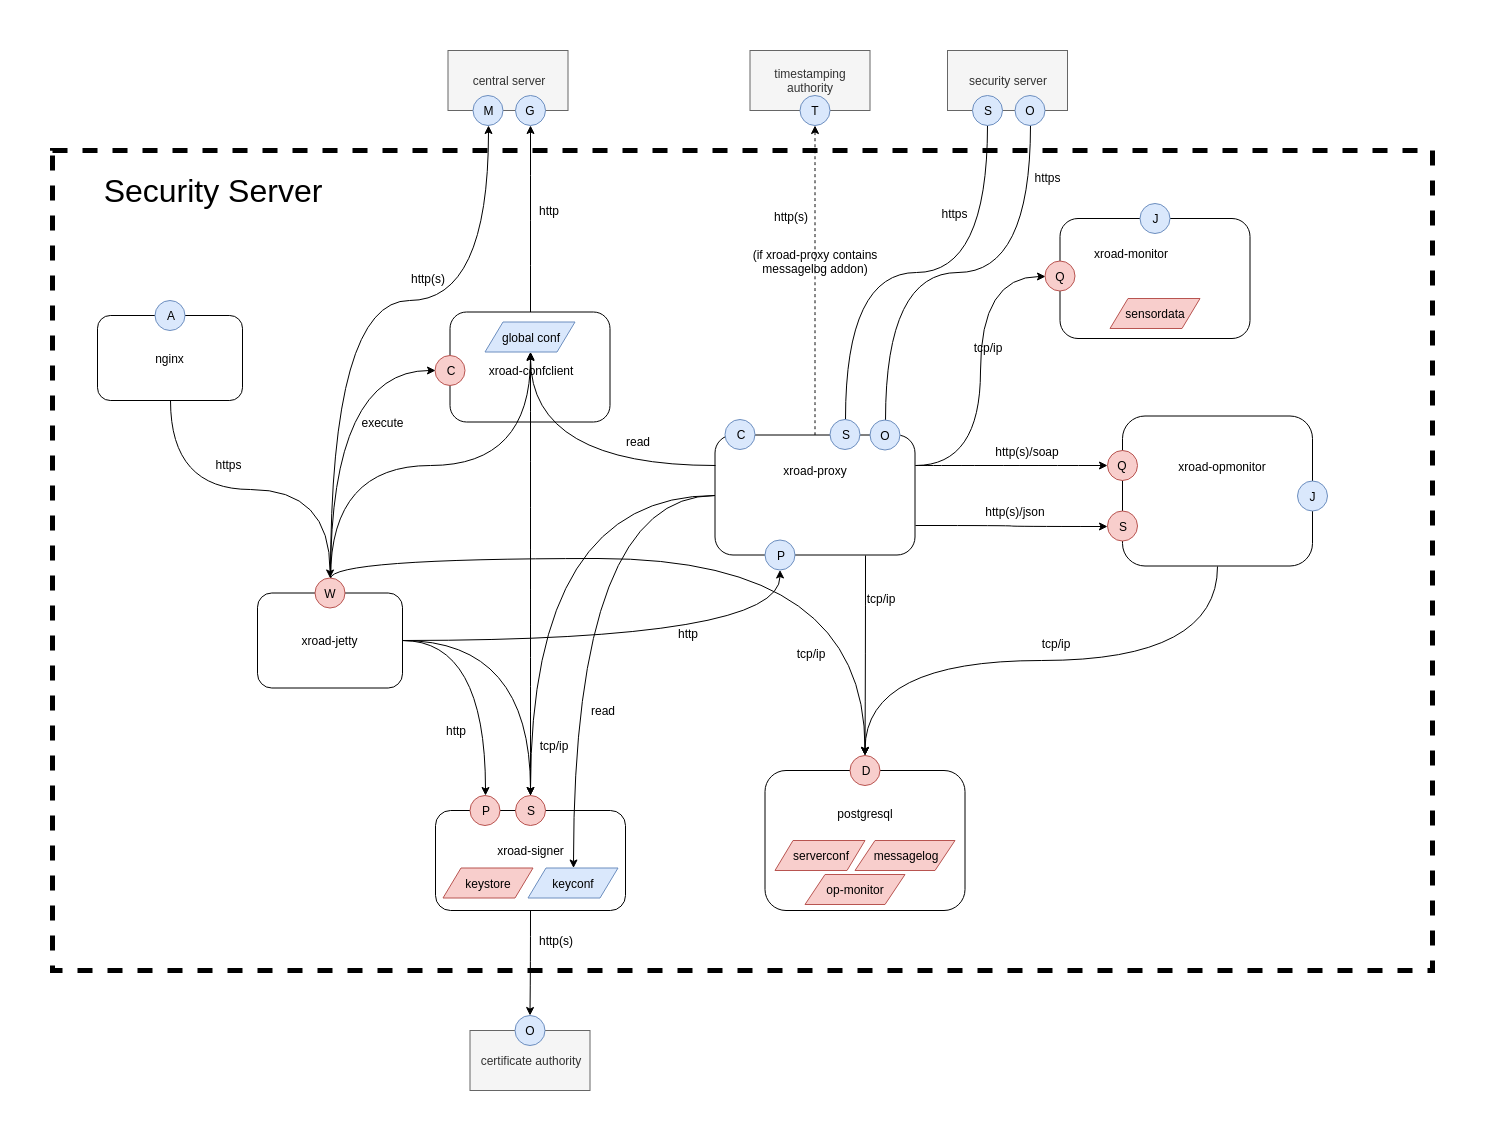 central server
M
G
timestamping
authority
T
security server
S
O
Security Server
http
http(s)
https
https
(if xroad-proxy contains
messagelog addon)
http(s)
J
xroad-monitor
Q
sensordata
tcp/ip
A
nginx
https
global conf
C
xroad-confclient
execute
read
C
S
O
xroad-proxy
P
http(s)/soap
Q
xroad-opmonitor
J
http(s)/json
S
W
xroad-jetty
tcp/ip
http
tcp/ip
tcp/ip
http
tcp/ip
read
P
S
xroad-signer
keystore
keyconf
D
postgresql
serverconf
messagelog
op-monitor
http(s)
O
certificate authority